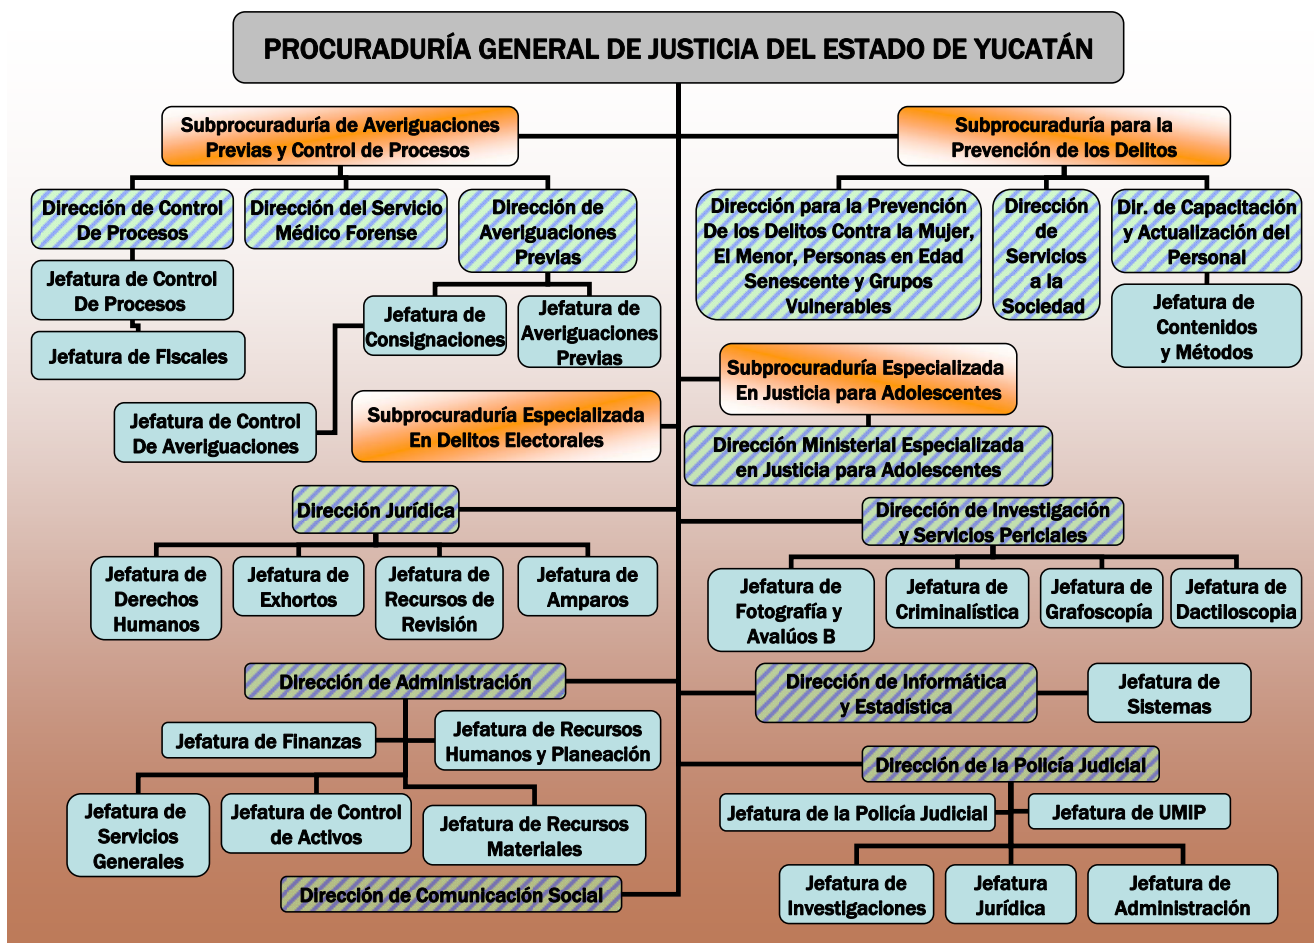 PROCURADURÍA GENERAL DE JUSTICIA DEL ESTADO DE YUCATÁN
Subprocuraduría de Averiguaciones
Previas y Control de Procesos
Subprocuraduría para la
Prevención de los Delitos
Dirección de Control
De Procesos
Dirección del Servicio
Médico Forense
Dirección de
Averiguaciones
Previas
Dirección para la Prevención
De los Delitos Contra la Mujer,
El Menor, Personas en Edad
Senescente y Grupos
Vulnerables
Dirección
de
Servicios
a la
Sociedad
Dir. de Capacitación
y Actualización del
Personal
Jefatura de Control
De Procesos
Jefatura de Fiscales
Jefatura de
Consignaciones
Jefatura de
Averiguaciones
Previas
Jefatura de
Contenidos
y Métodos
Jefatura de Control
De Averiguaciones
Subprocuraduría Especializada
En Delitos Electorales
Subprocuraduría Especializada
En Justicia para Adolescentes
Dirección Ministerial Especializada
en Justicia para Adolescentes
Dirección Jurídica
Jefatura de
Derechos
Humanos
Jefatura de
Exhortos
Jefatura de
Recursos de
Revisión
Jefatura de
Amparos
Dirección de Investigación
y Servicios Periciales
Jefatura de
Fotografía y
Avalúos B
Jefatura de
Criminalística
Jefatura de
Grafoscopía
Jefatura de
Dactiloscopia
Dirección de Administración
Jefatura de Finanzas
Jefatura de Recursos
Humanos y Planeación
Jefatura de
Servicios
Generales
Jefatura de Control
de Activos
Jefatura de Recursos
Materiales
Dirección de Informática
y Estadística
Jefatura de
Sistemas
Dirección de la Policía Judicial
Jefatura de la Policía Judicial
Jefatura de UMIP
Jefatura de
Investigaciones
Jefatura
Jurídica
Jefatura de
Administración
Dirección de Comunicación Social